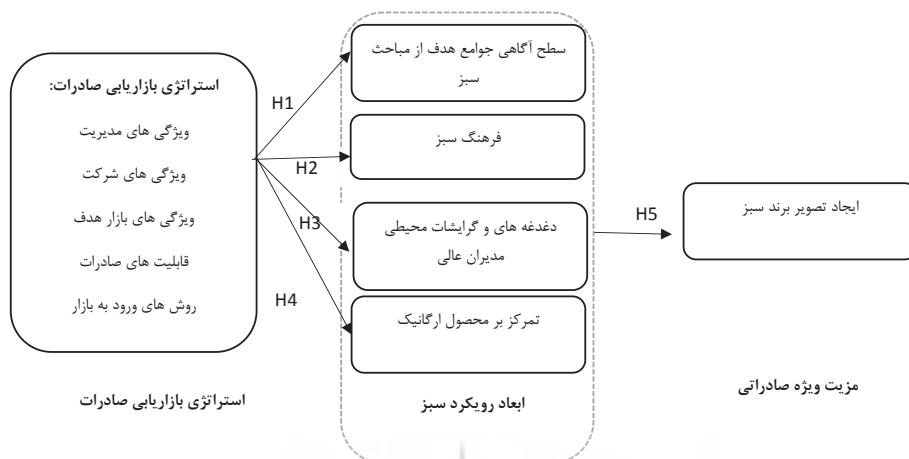 استراتژی بازاریابی صادرات:
ویژگی های مدیریت
ویژگی های شرکت
ویژگی های بازار هدف
قابلیت های صادرات
روش های ورود به بازار
استراتژی بازاریابی صادرات
H1
H2
H3
H4
سطح آگاهی جوامع هدف از مباحث
سبز
فرهنگ سبز
دغدغه های و گرایشات محیطی
مدیران عالی
تمرکز بر محصول ارگانیک
ابعاد رویکرد سبز
H5
ایجاد تصویر برند سبز
مزیت ویژه صادراتی